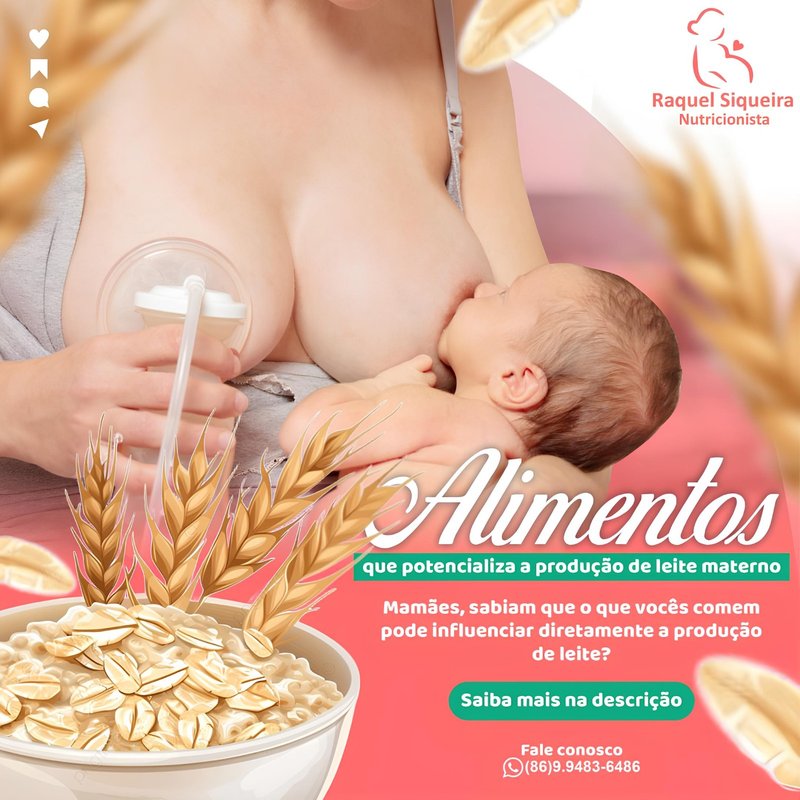 Raquel Siqueira
Nutricionista
Alimentos
que potencializa a produção de leite materno
Mamães, sabiam que o que vocês comem
pode influenciar diretamente a produção
de leite?
Saiba mais na descrição
Fale conosco
(86)9.9483-6486